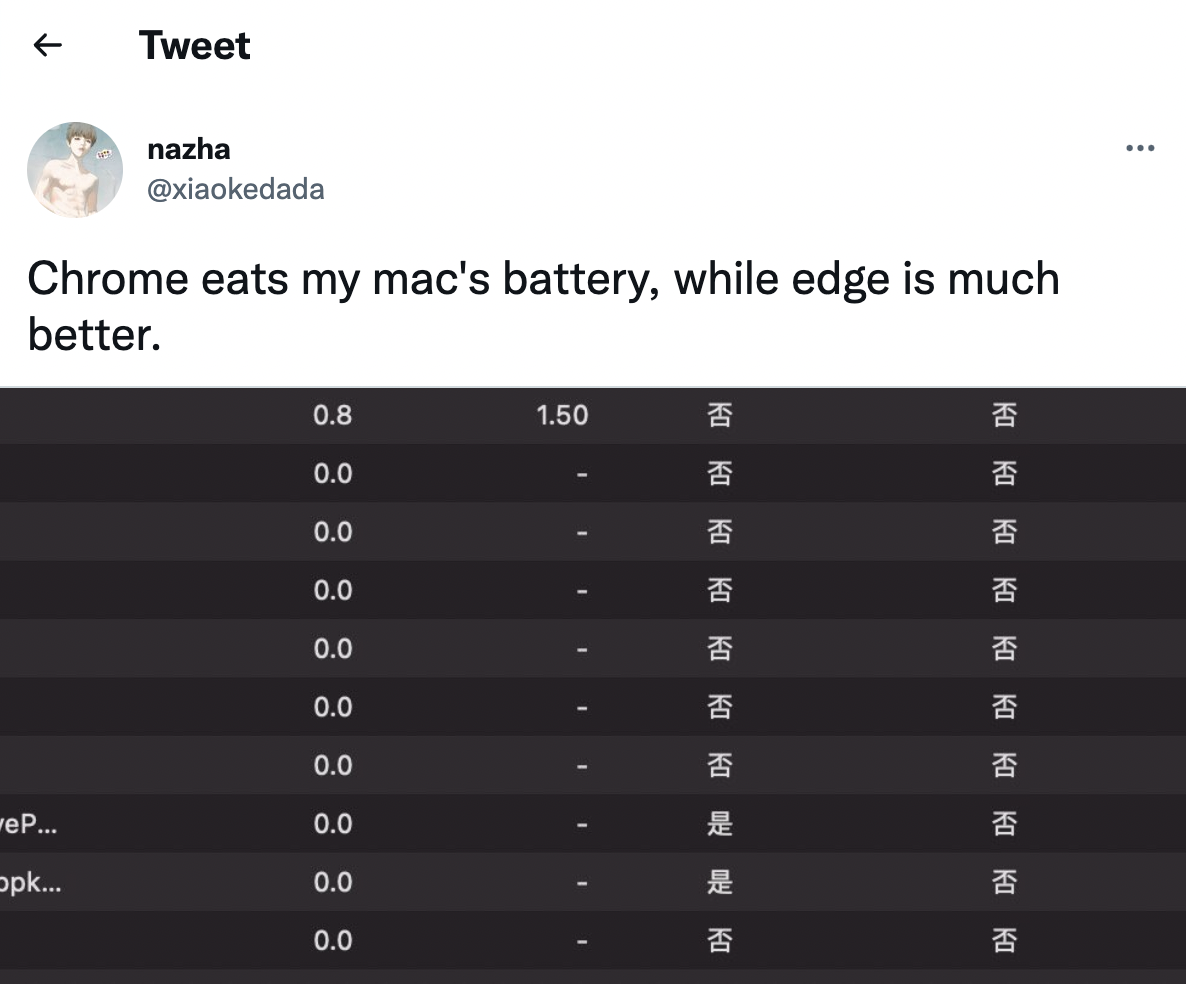 Tweet
nazha
@xiaokedada
Chrome eats my mac's battery, while edge is much
better.
0.8 1.50 否 否
0.0 - 否 否
0.0 - 否 否
0.0 - 否 否
0.0 - 否 否
0.0 - 否 否
0.0 - 否 否
veP... 0.0 - 是 否
opk... 0.0 - 是 否
0.0 - 否 否